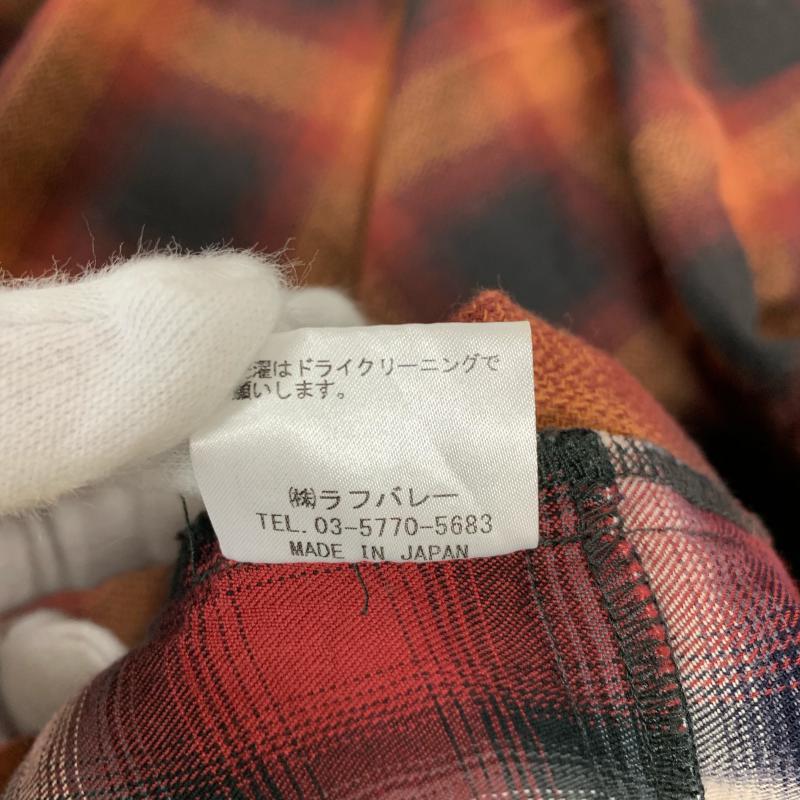 濯はドライクリーニングで
願いします。
㈱ラフバレー
TEL. 03-5770-5683
MADE IN JAPAN